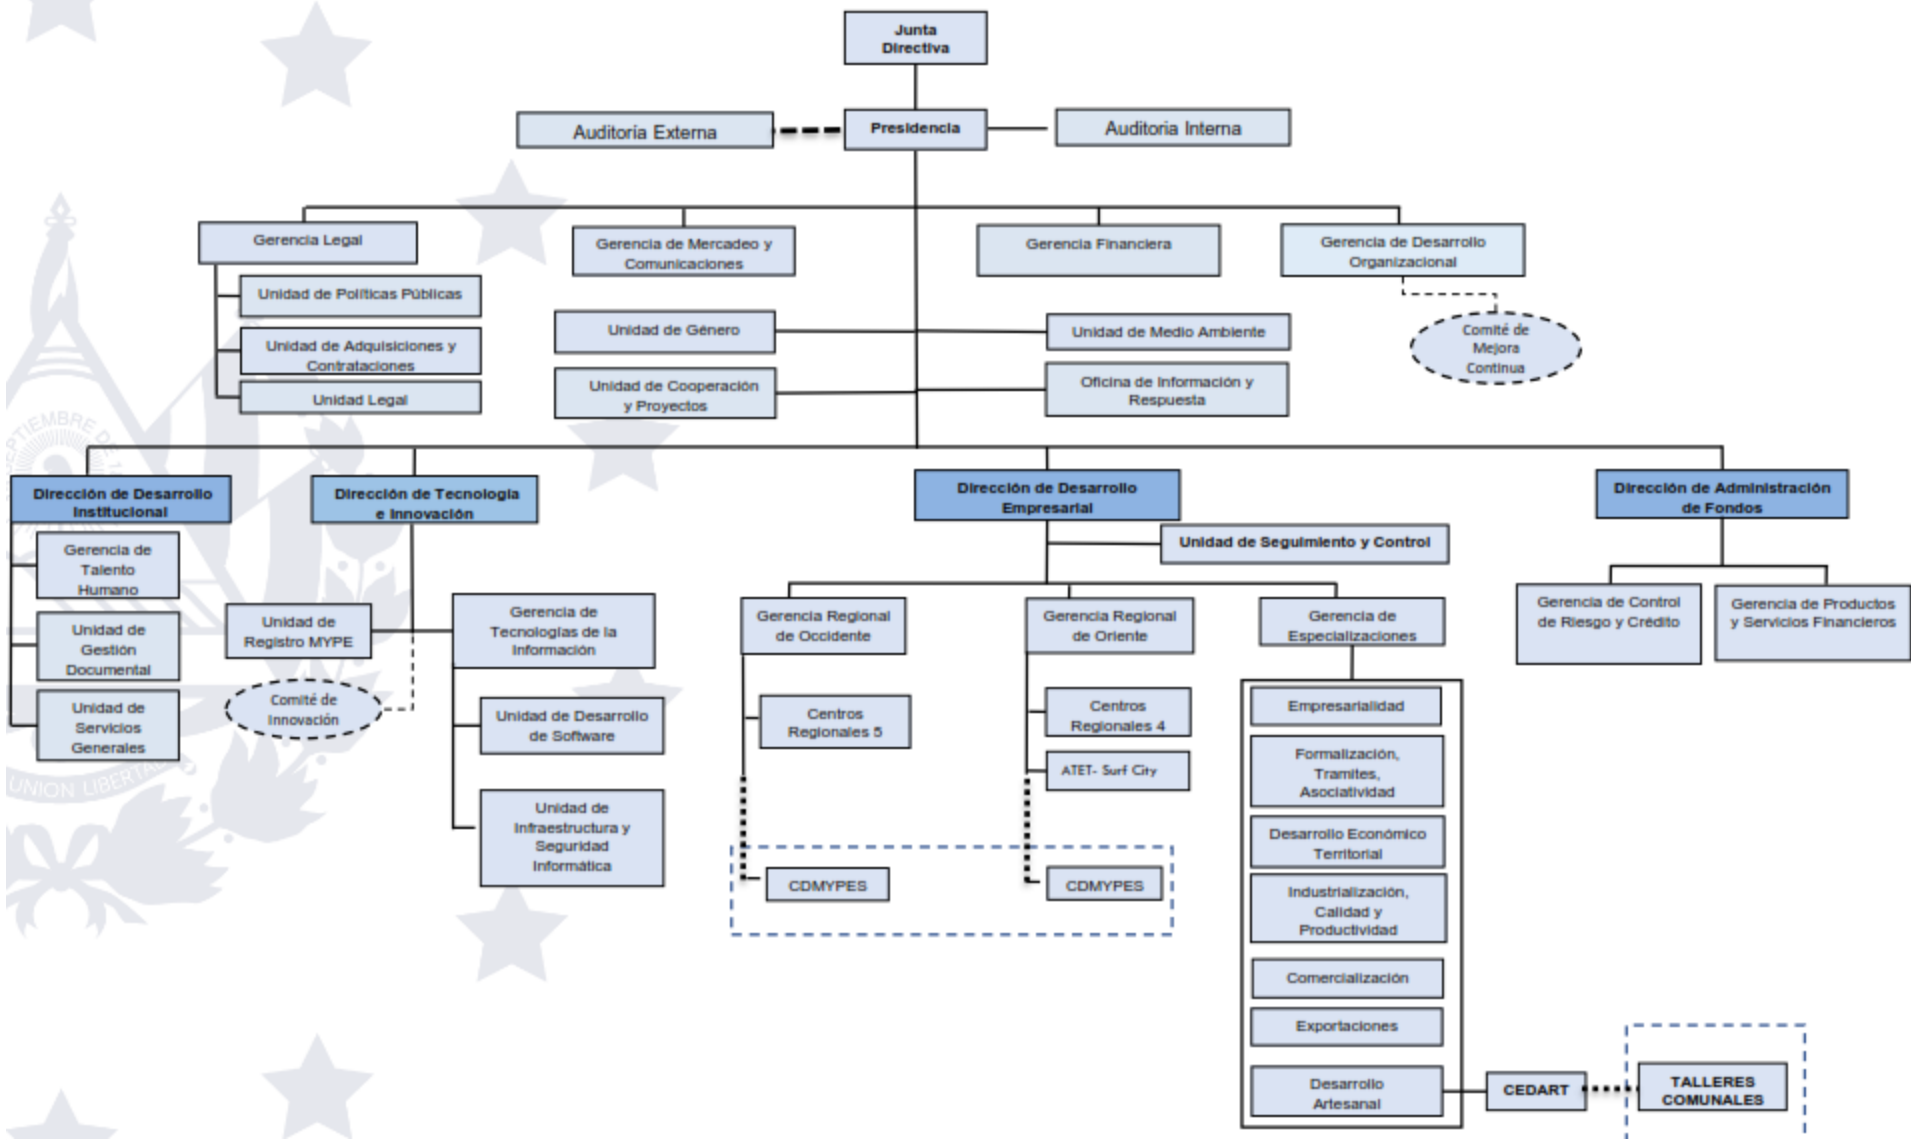 Junta
Directiva
Auditoría Externa
Presidencia
Auditoria Interna
Gerencia Legal
Gerencia de Mercadeo y
Comunicaciones
Gerencia Financiera
Gerencia de Desarrollo
Organizacional
Unidad de Políticas Públicas
Unidad de Adquisiciones y
Contrataciones
Unidad Legal
Unidad de Género
Unidad de Medio Ambiente
Comité de
Mejora
Continua
Unidad de Cooperación
y Proyectos
Oficina de Información y
Respuesta
Dirección de Desarrollo
Institucional
Gerencia de
Talento
Humano
Unidad de
Gestión
Documental
Unidad de
Servicios
Generales
Dirección de Tecnología
e Innovación
Unidad de
Registro MYPE
Comité de
Innovación
Gerencia de
Tecnologías de la
Información
Unidad de Desarrollo
de Software
Unidad de
Infraestructura y
Seguridad
Informática
Dirección de Desarrollo
Empresarial
Unidad de Seguimiento y Control
Gerencia Regional
de Occidente
Centros
Regionales 5
CDMYPES
Gerencia Regional
de Oriente
Centros
Regionales 4
ATET- Surf City
CDMYPES
Gerencia de
Especializaciones
Empresarialidad
Formalización,
Tramites,
Asociatividad
Desarrollo Económico
Territorial
Industrialización,
Calidad y
Productividad
Comercialización
Exportaciones
Desarrollo
Artesanal
CEDART
TALLERES
COMUNALES
Dirección de Administración
de Fondos
Gerencia de Control
de Riesgo y Crédito
Gerencia de Productos
y Servicios Financieros
SEPTIEMBRE DE
UNION LIBERTAD